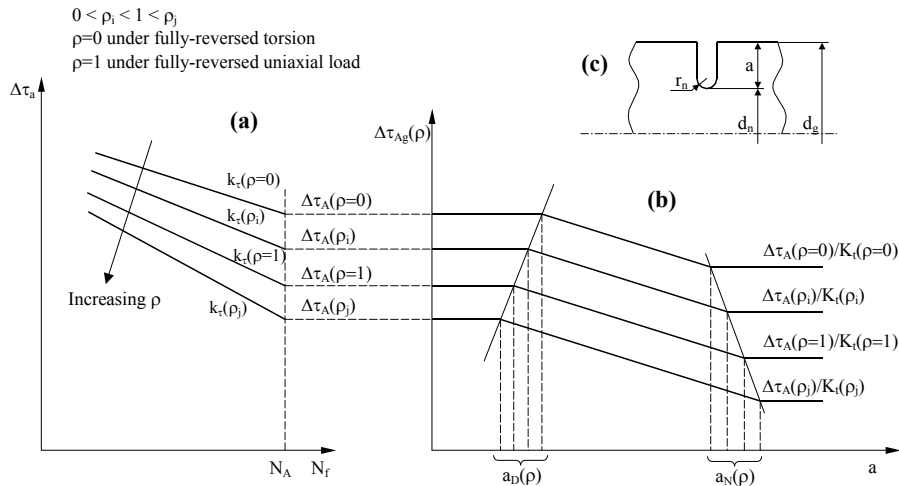 0 < ρi < 1 < ρj
ρ=0 under fully-reversed torsion
ρ=1 under fully-reversed uniaxial load
Δτa
(a)
kτ(ρ=0)
kτ(ρi)
kτ(ρ=1)
kτ(ρj)
Increasing ρ
ΔτA(ρ=0)
ΔτA(ρi)
ΔτA(ρ=1)
ΔτA(ρj)
NA
Nf
ΔτAg(ρ)
(b)
ΔτA(ρ=0)/Kt(ρ=0)
ΔτA(ρi)/Kt(ρi)
ΔτA(ρ=1)/Kt(ρ=1)
ΔτA(ρj)/Kt(ρj)
aD(ρ)
aN(ρ)
a
(c)
rn
a
dn
dg